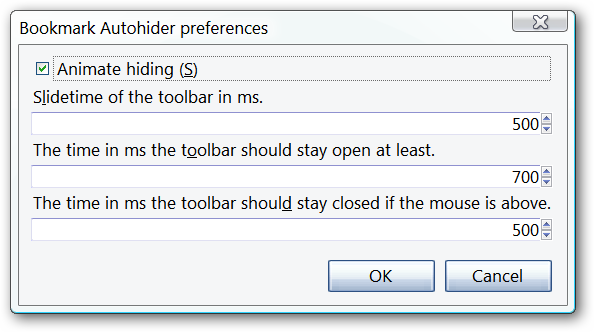 Bookmark Autohider preferences
Animate hiding (S)
Slidetime of the toolbar in ms.
500
The time in ms the toolbar should stay open at least.
700
The time in ms the toolbar should stay closed if the mouse is above.
500
OK Cancel